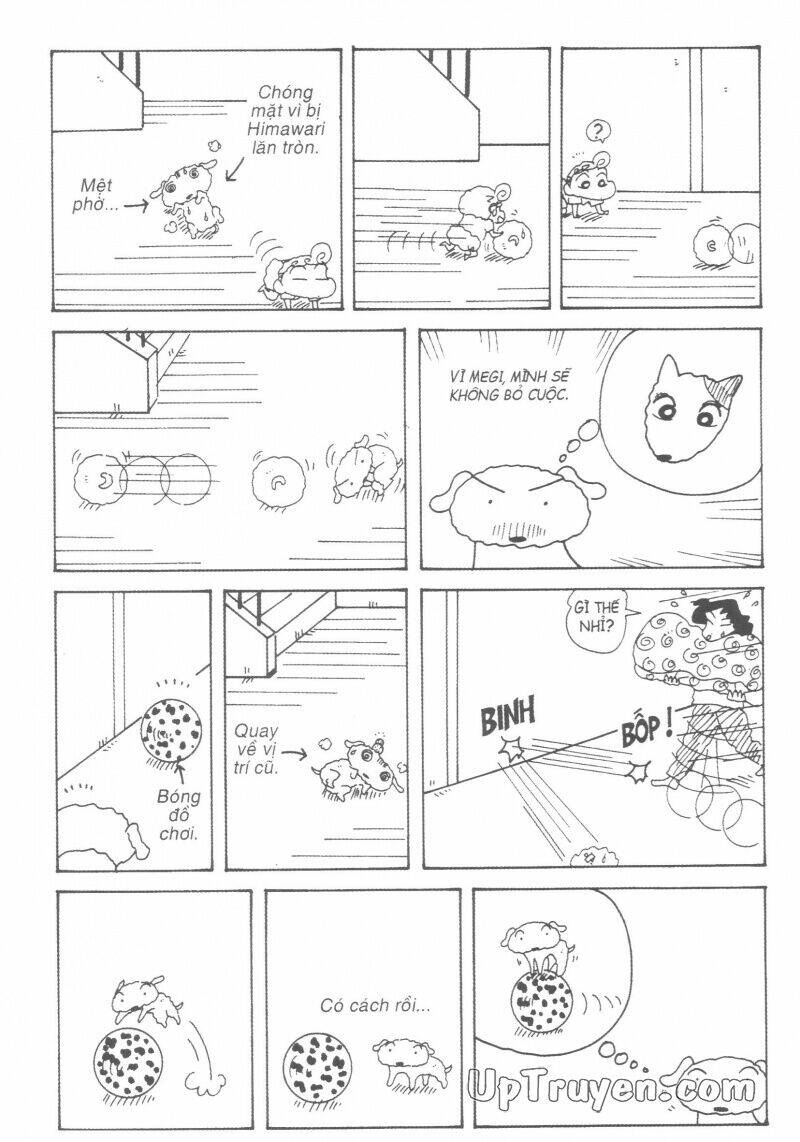 Chóng
mặt vì bị
Himawari
lăn tròn.
Mệt
phờ...
?
VÌ MEGI, MÌNH SẼ
KHÔNG BỎ CUỘC.
Bóng
đồ
chơi.
Quay
về vị
trí cũ.
GÌ THẾ
NHỈ?
BINH
BỐP!
Có cách rồi...
UpTruyen.com